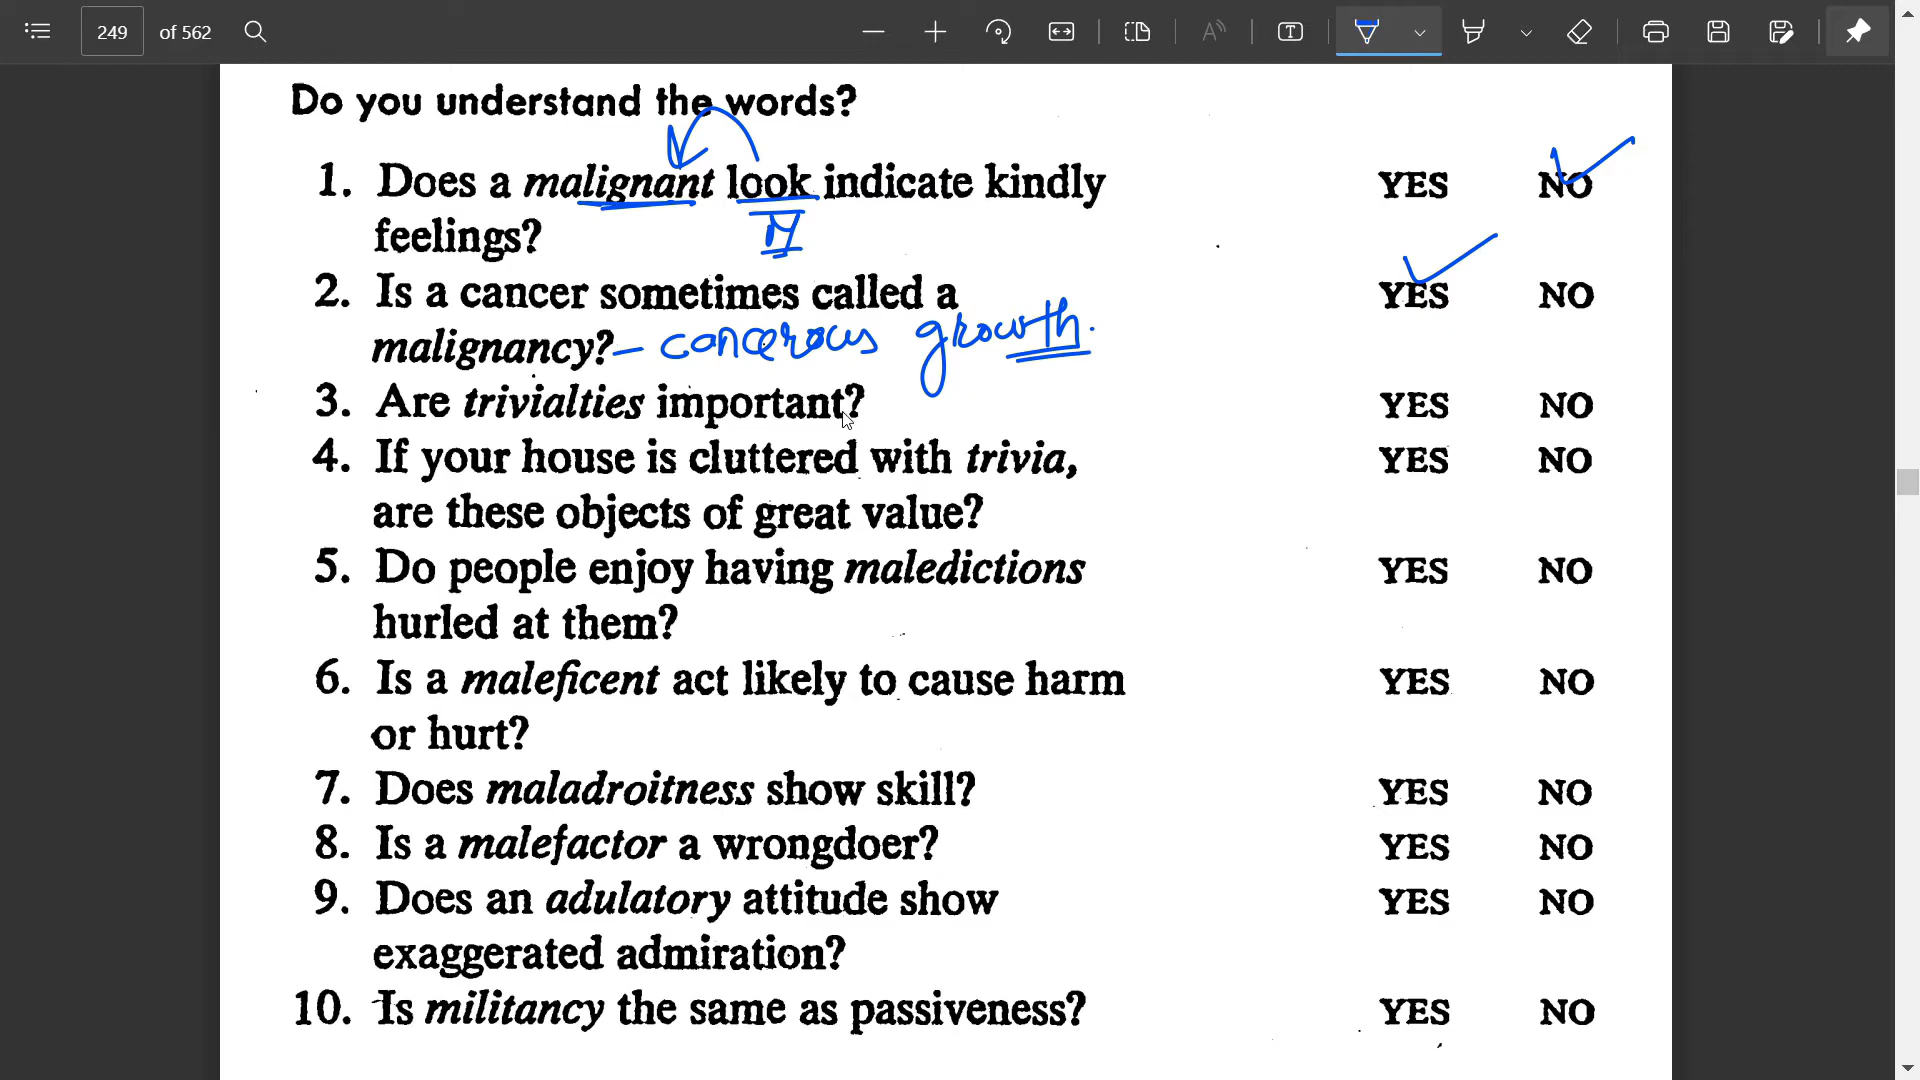 249 of 562
Do you understand the words?
1. Does a malignant look indicate kindly YES NO
feelings?
N
2. Is a cancer sometimes called a YES NO
malignancy? - cancerous growth.
3. Are trivialties important? YES NO
4. If your house is cluttered with trivia, YES NO
are these objects of great value?
5. Do people enjoy having maledictions YES NO
hurled at them?
6. Is a maleficent act likely to cause harm YES NO
or hurt?
7. Does maladroitness show skill? YES NO
8. Is a malefactor a wrongdoer? YES NO
9. Does an adulatory attitude show YES NO
exaggerated admiration?
10. Is militancy the same as passiveness? YES NO